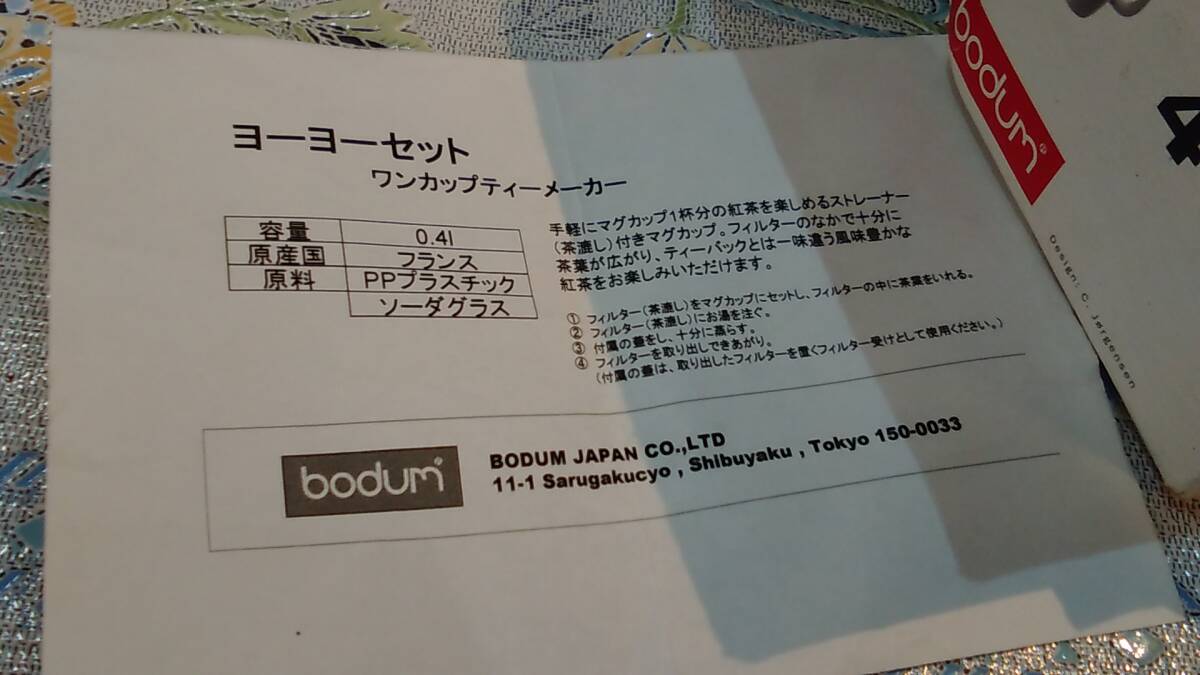 ヨーヨーセット
ワンカップティーメーカー
容量 0.4l
原産国 フランス
原料 PPプラスチック
ソーダグラス
手軽にマグカップ1杯分の紅茶を楽しめるストレーナー
(茶漉し)付きマグカップ。フィルターのなかで十分に
茶葉が広がり、ティーバックとは一味違う風味豊かな
紅茶をお楽しみいただけます。
① フィルター(茶漉し)をマグカップにセットし、フィルターの中に茶葉をいれる。
② フィルター(茶漉し)にお湯を注ぐ。
③ 付属の蓋をし、十分に蒸らす。
④ フィルターを取り出しできあがり。
(付属の蓋は、取り出したフィルターを置くフィルター受けとして使用ください。)
bodum®
BODUM JAPAN CO.,LTD
11-1 Sarugakucyo , Shibuyaku , Tokyo 150-0033
bodum®
Design: C. Jørgensen